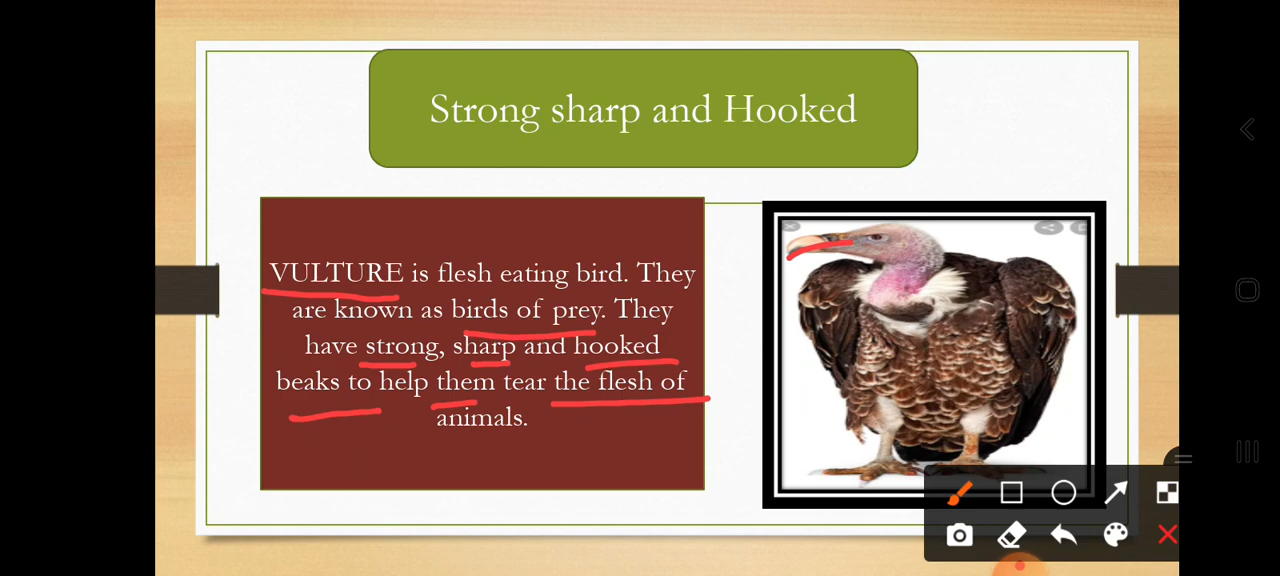 Strong sharp and Hooked
VULTURE is flesh eating bird. They
are known as birds of prey. They
have strong, sharp and hooked
beaks to help them tear the flesh of
animals.